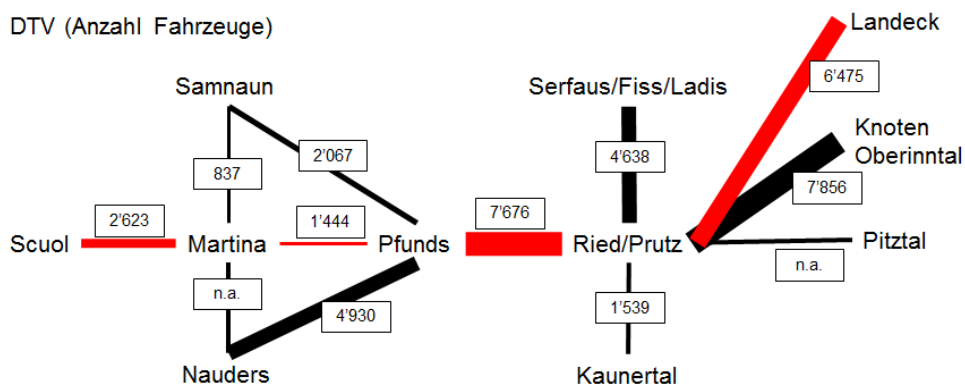 DTV (Anzahl Fahrzeuge)
Landeck
6'475
Samnaun
Serfaus/Fiss/Ladis
Knoten
Oberinntal
2'067
837
4'638
7'856
2'623
1'444
7'676
Scuol
Martina
Pfunds
Ried/Prutz
Pitztal
n.a.
n.a.
4'930
1'539
Nauders
Kaunertal